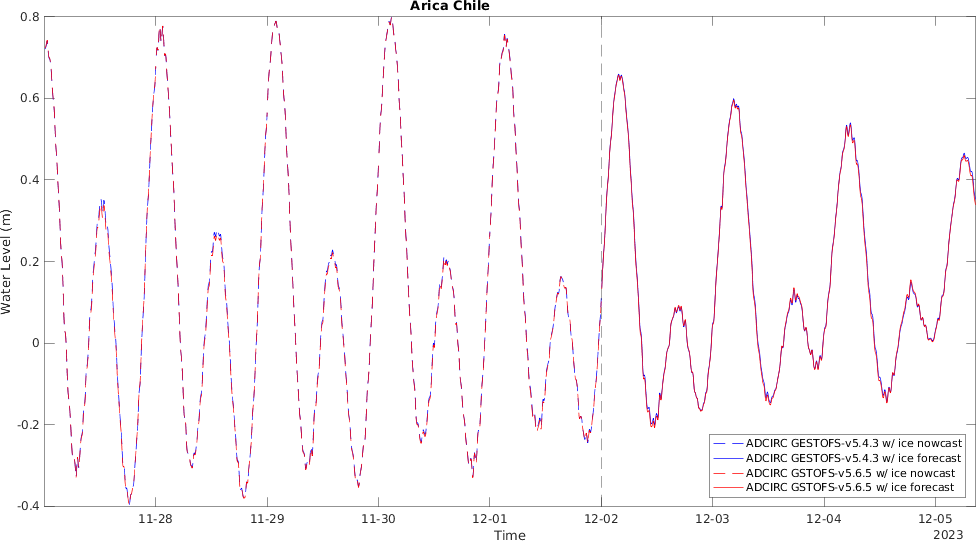 Arica Chile
0.8
0.6
0.4
0.2
0
-0.2
-0.4
Water Level (m)
ADCIRC GESTOFS-v5.4.3 w/ ice nowcast
ADCIRC GESTOFS-v5.4.3 w/ ice forecast
ADCIRC GSTOFS-v5.6.5 w/ ice nowcast
ADCIRC GSTOFS-v5.6.5 w/ ice forecast
11-28 11-29 11-30 12-01 12-02 12-03 12-04 12-05
Time 2023